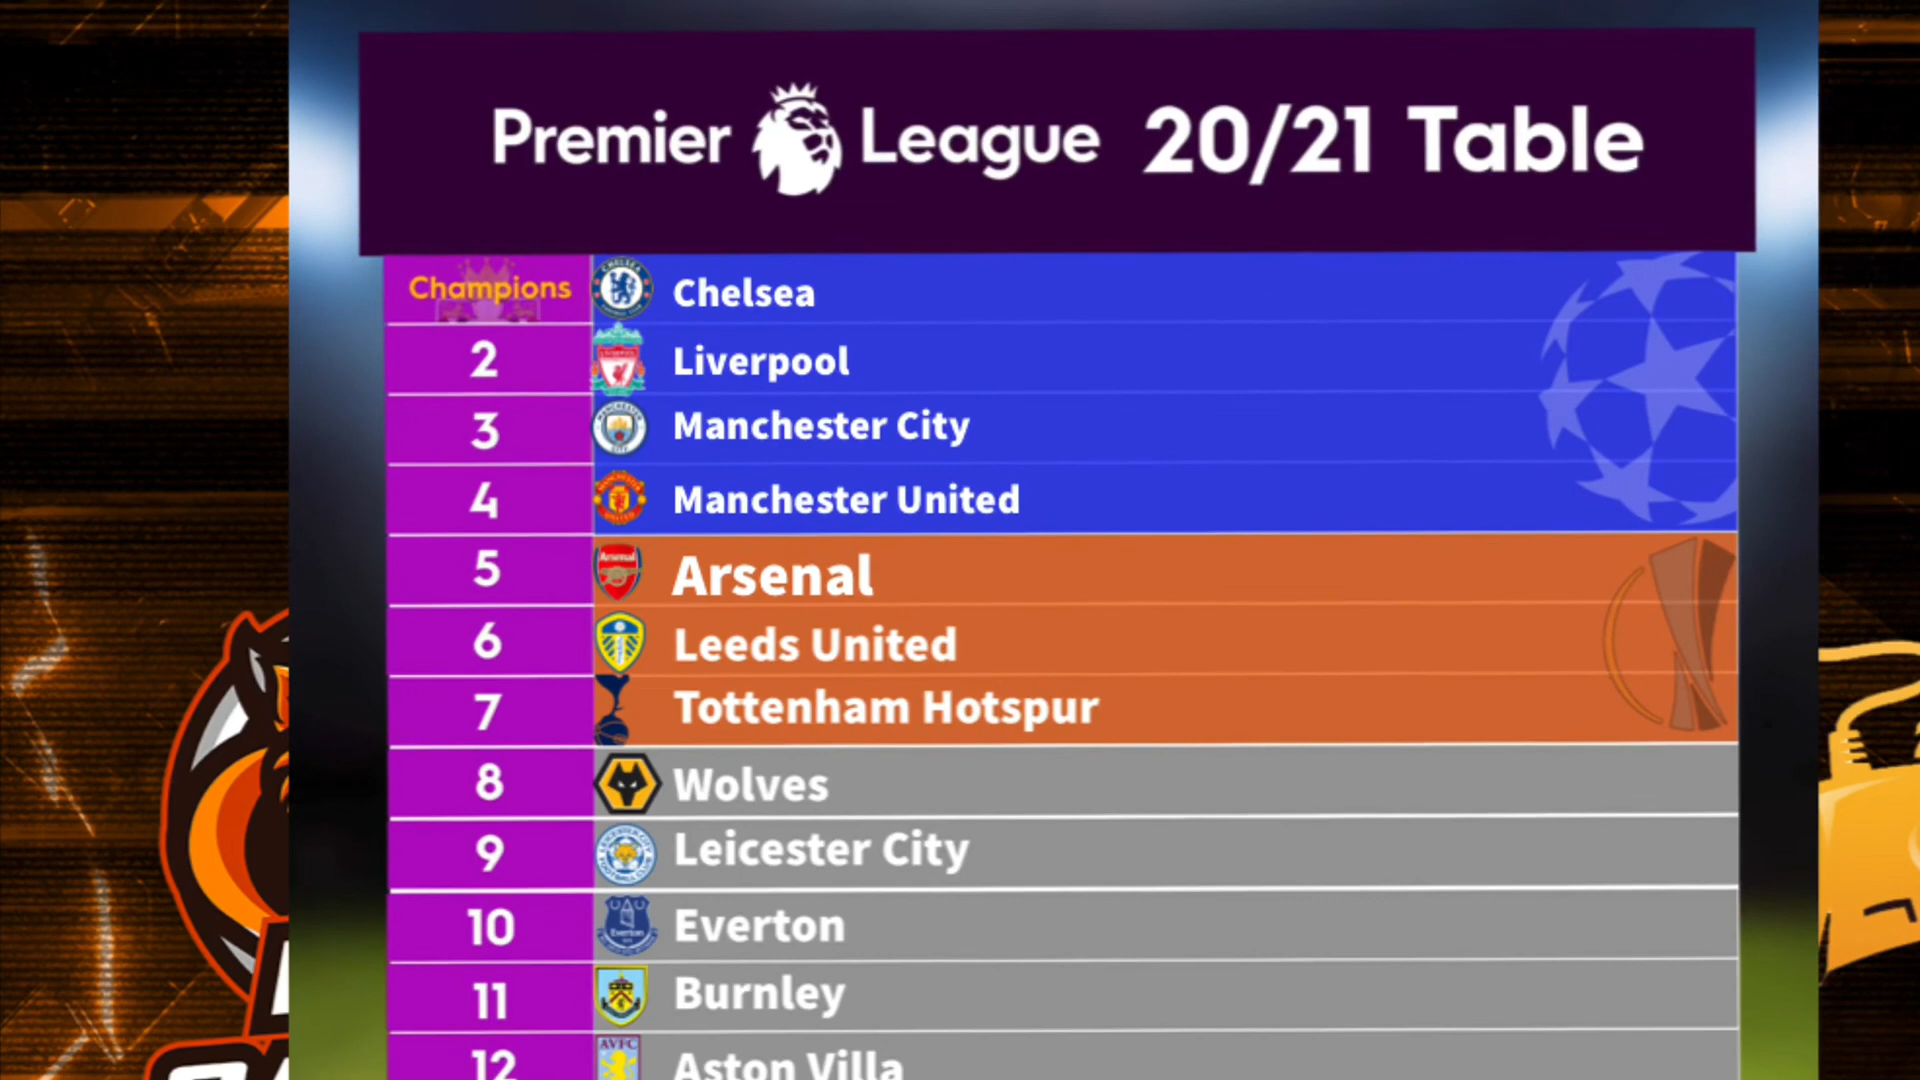 Premier League 20/21 Table
Champions Chelsea
2 Liverpool
3 Manchester City
4 Manchester United
5 Arsenal
6 Leeds United
7 Tottenham Hotspur
8 Wolves
9 Leicester City
10 Everton
11 Burnley
12 Aston Villa